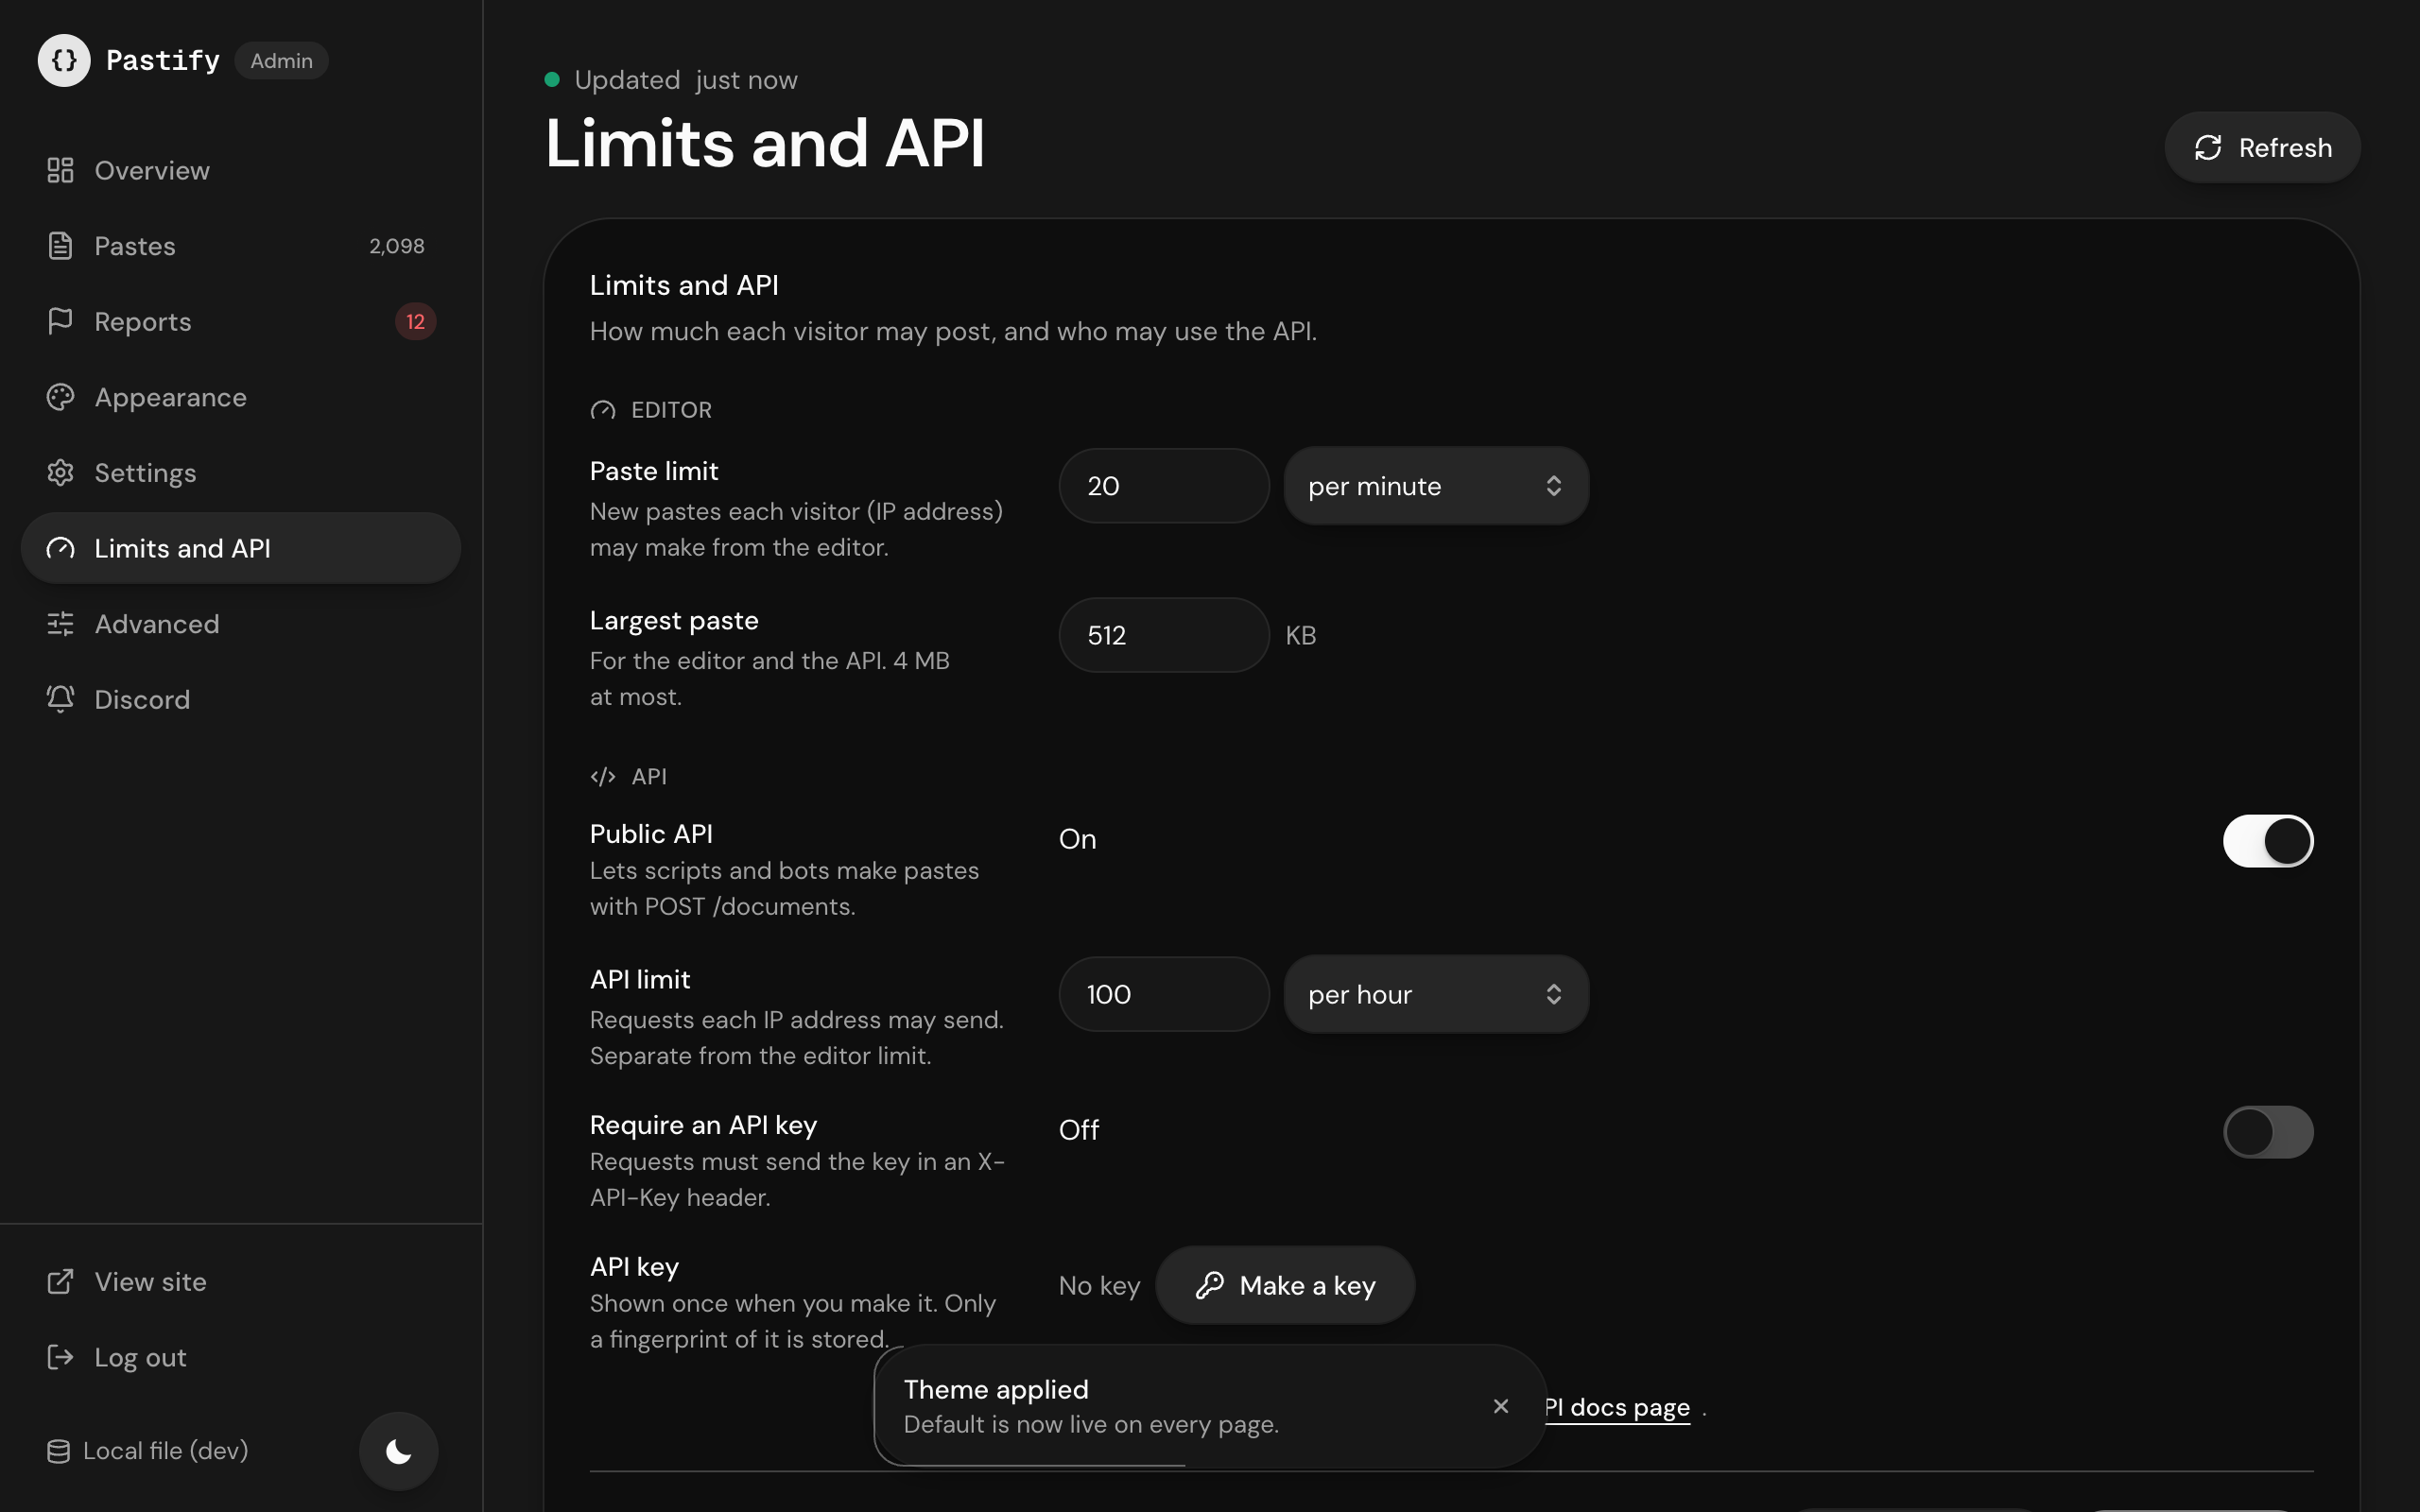 {} Pastify Admin
Overview
Pastes 2,098
Reports 12
Appearance
Settings
Limits and API
Advanced
Discord
View site
Log out
Local file (dev)
Updated just now
Limits and API
Refresh
Limits and API
How much each visitor may post, and who may use the API.
EDITOR
Paste limit
New pastes each visitor (IP address)
may make from the editor.
20 per minute
Largest paste
For the editor and the API. 4 MB
at most.
512 KB
API
Public API
Lets scripts and bots make pastes
with POST /documents.
On
API limit
Requests each IP address may send.
Separate from the editor limit.
100 per hour
Require an API key
Requests must send the key in an X-
API-Key header.
Off
API key
Shown once when you make it. Only
a fingerprint of it is stored.
No key Make a key
Theme applied
Default is now live on every page.
docs page .